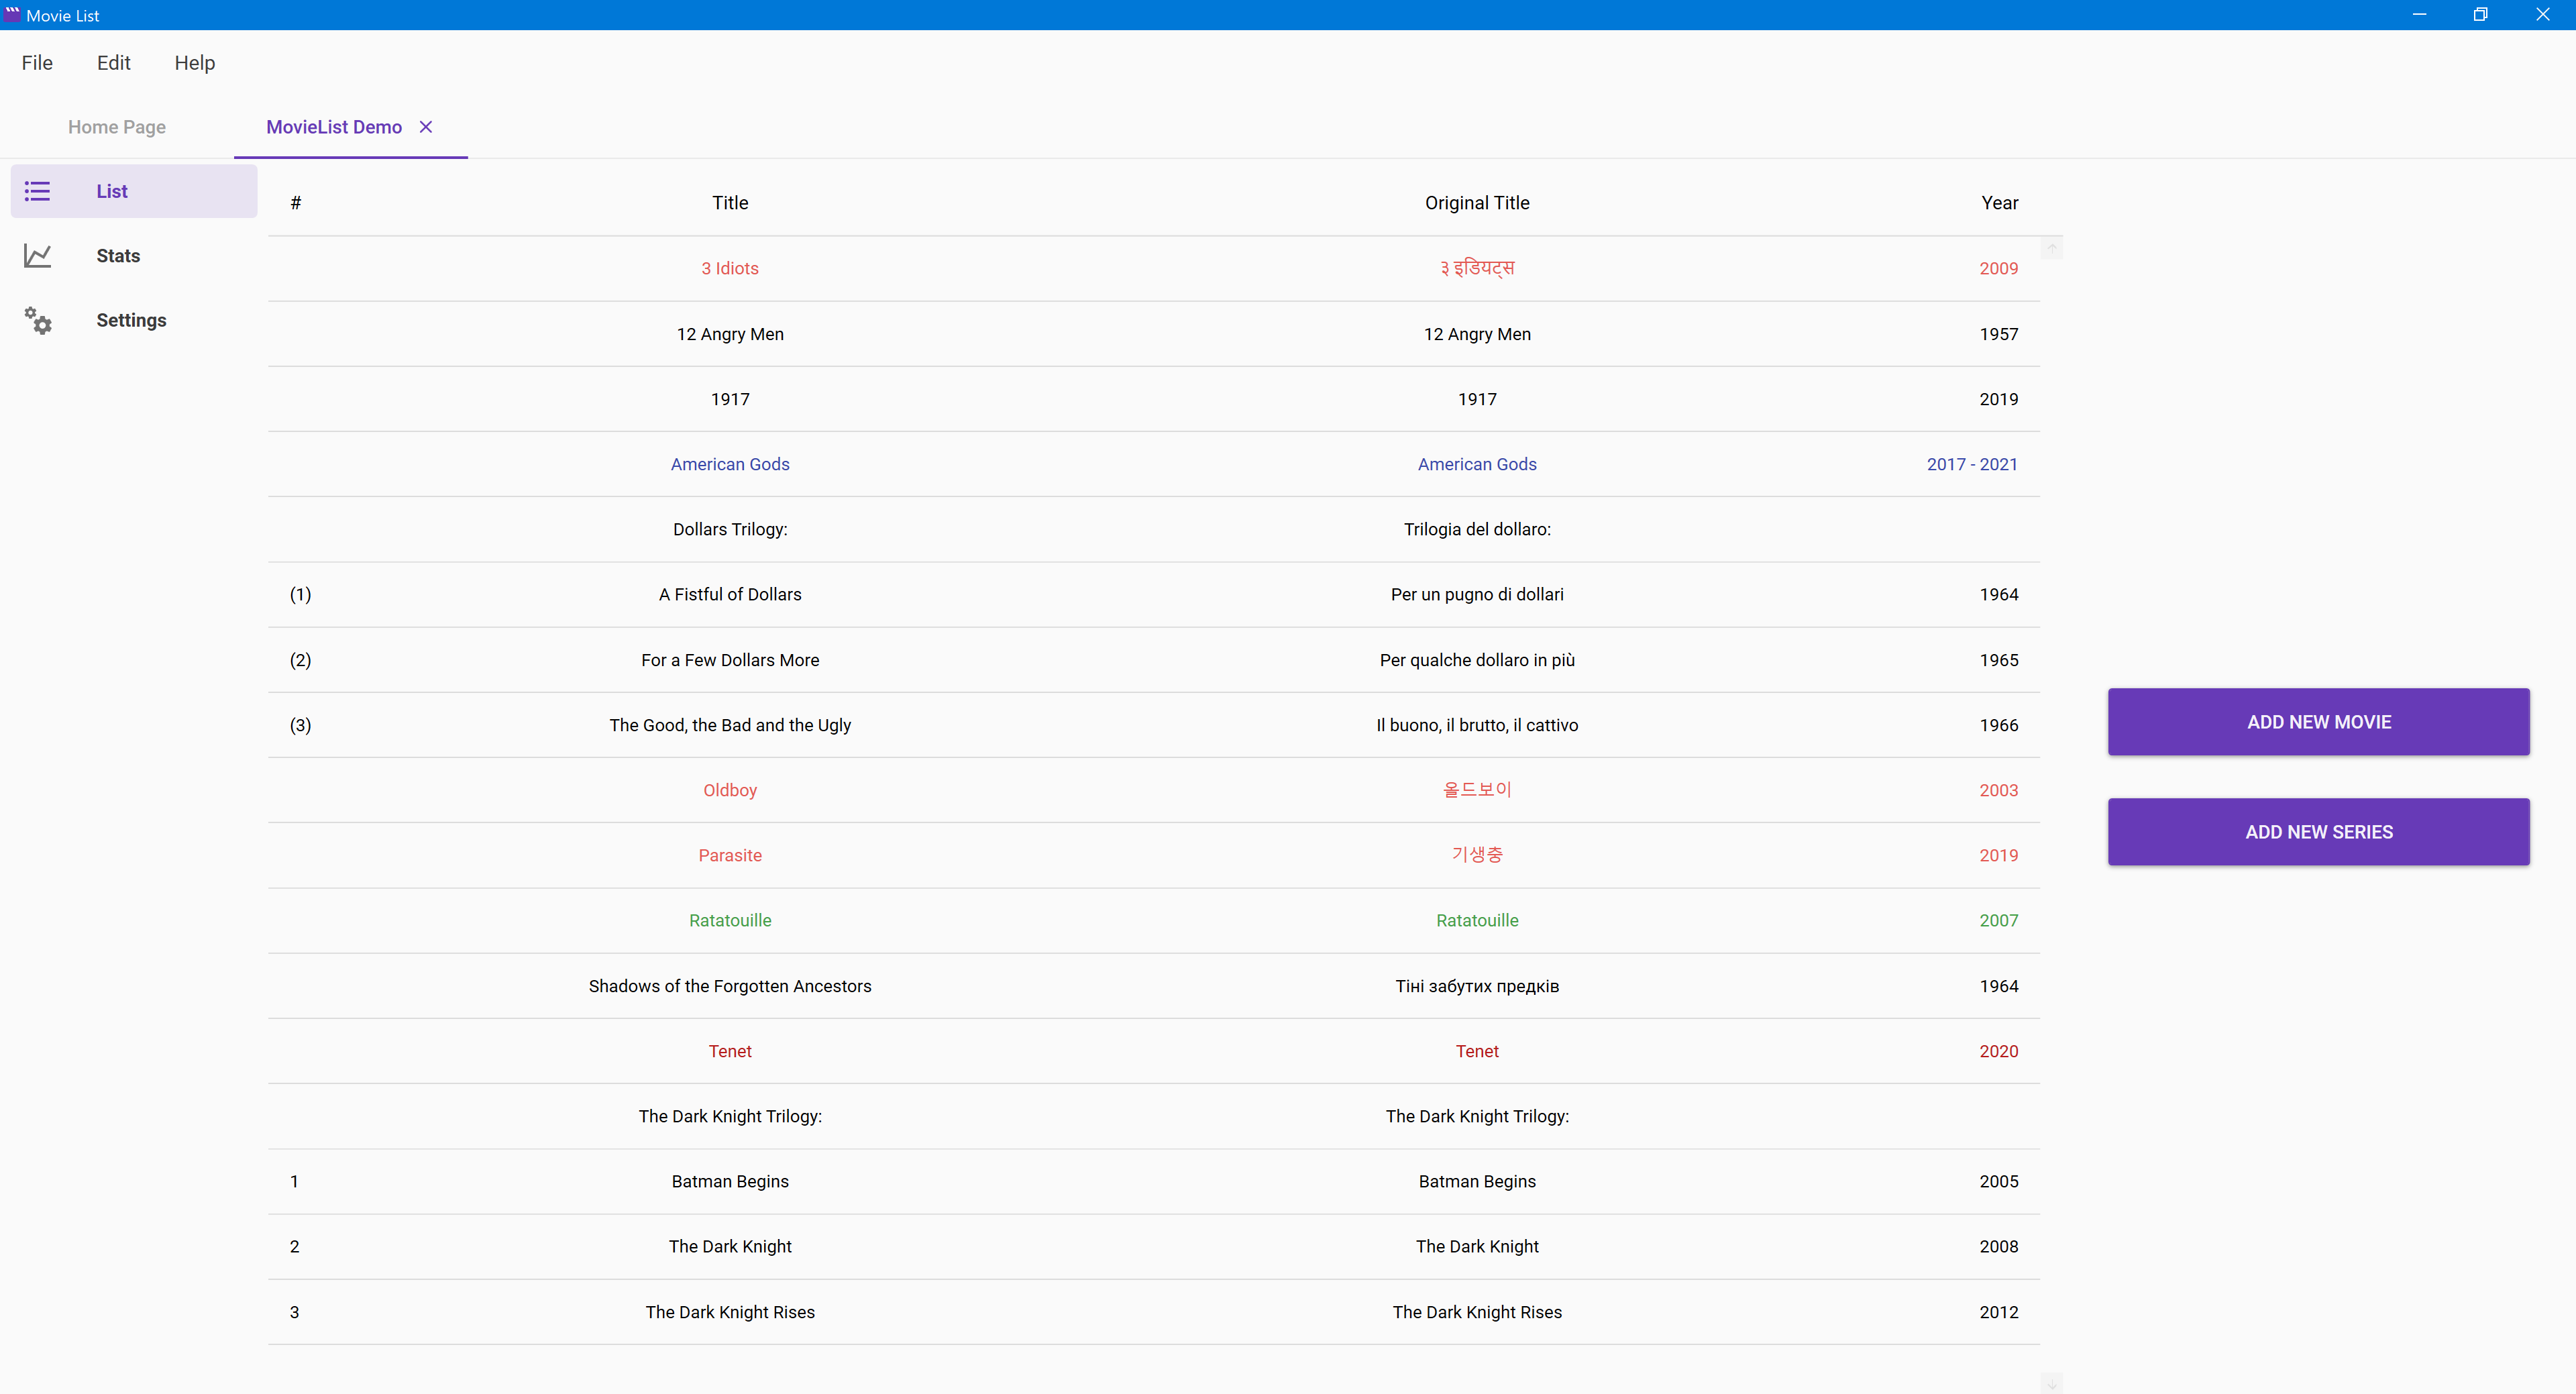 Movie List
File Edit Help
Home Page MovieList Demo
List
Stats
Settings
# Title Original Title Year
3 Idiots ३ इडियट्स 2009
12 Angry Men 12 Angry Men 1957
1917 1917 2019
American Gods American Gods 2017 - 2021
Dollars Trilogy: Trilogia del dollaro:
(1) A Fistful of Dollars Per un pugno di dollari 1964
(2) For a Few Dollars More Per qualche dollaro in più 1965
(3) The Good, the Bad and the Ugly Il buono, il brutto, il cattivo 1966
Oldboy 올드보이 2003
Parasite 기생충 2019
Ratatouille Ratatouille 2007
Shadows of the Forgotten Ancestors Тіні забутих предків 1964
Tenet Tenet 2020
The Dark Knight Trilogy: The Dark Knight Trilogy:
1 Batman Begins Batman Begins 2005
2 The Dark Knight The Dark Knight 2008
3 The Dark Knight Rises The Dark Knight Rises 2012
ADD NEW MOVIE
ADD NEW SERIES